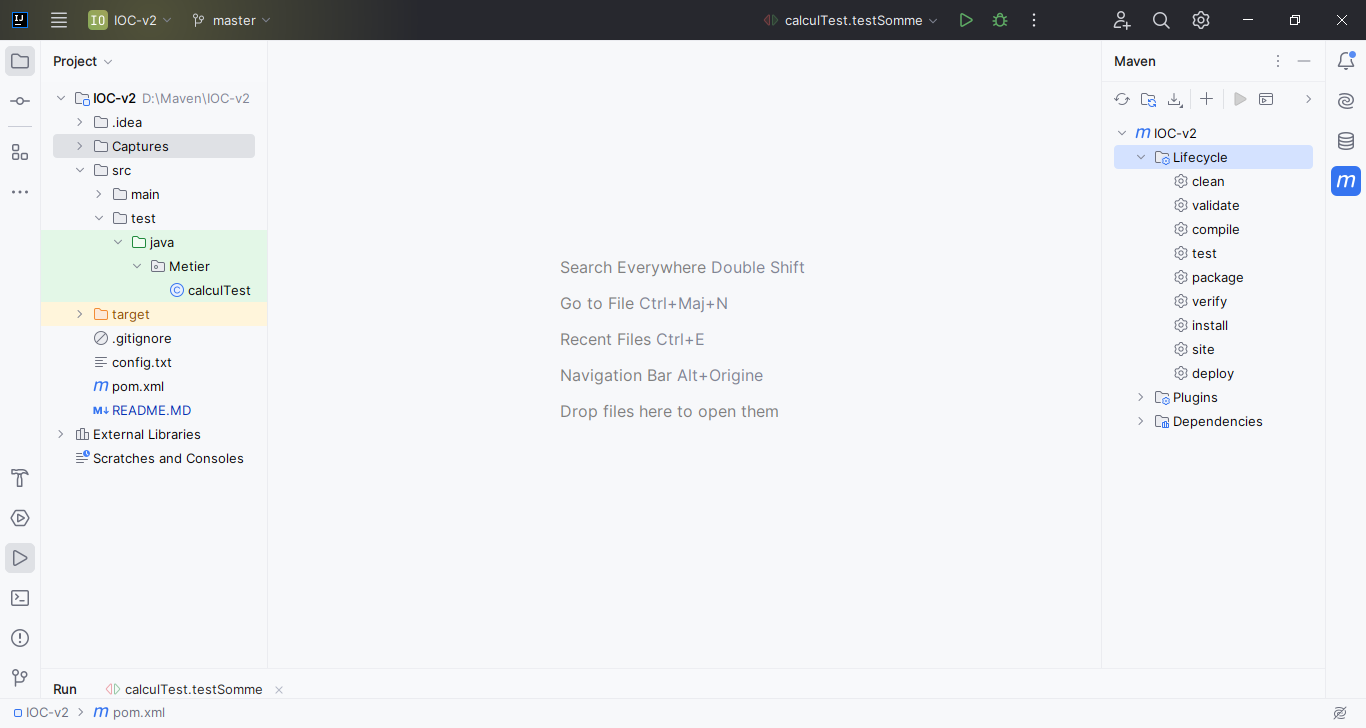 IJ
IO IOC-v2
master
calculTest.testSomme
Project
IOC-v2 D:\Maven\IOC-v2
.idea
Captures
src
main
test
java
Metier
calculTest
target
.gitignore
config.txt
m pom.xml
M↓ README.MD
External Libraries
Scratches and Consoles
Search Everywhere Double Shift
Go to File Ctrl+Maj+N
Recent Files Ctrl+E
Navigation Bar Alt+Origine
Drop files here to open them
Maven
m IOC-v2
Lifecycle
clean
validate
compile
test
package
verify
install
site
deploy
Plugins
Dependencies
m
Run
calculTest.testSomme
IOC-v2
m pom.xml